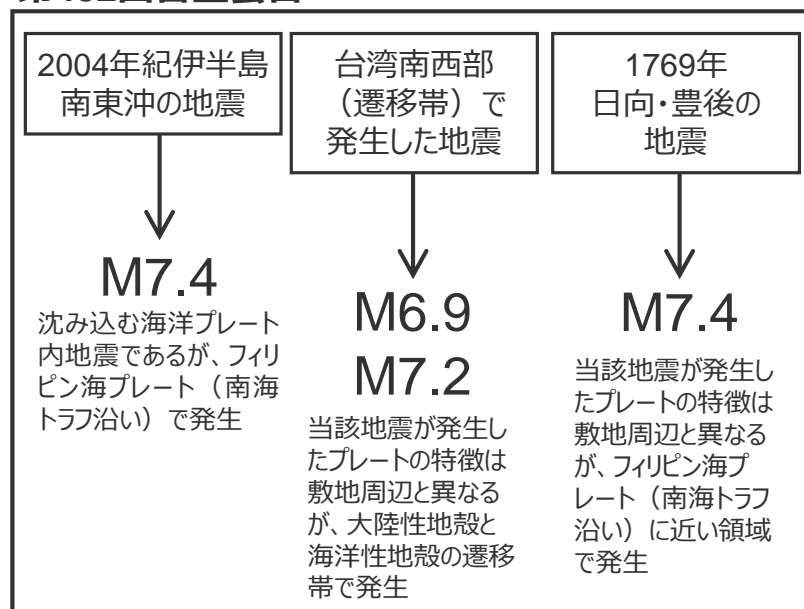 2004年紀伊半島
南東沖の地震
M7.4
沈み込む海洋プレート
内地震であるが、フィリ
ピン海プレート（南海
トラフ沿い）で発生
台湾南西部
（遷移帯）で
発生した地震
M6.9
M7.2
当該地震が発生し
たプレートの特徴は
敷地周辺と異なる
が、大陸性地殻と
海洋性地殻の遷移
帯で発生
1769年
日向・豊後の
地震
M7.4
当該地震が発生し
たプレートの特徴は
敷地周辺と異なる
が、フィリピン海プ
レート（南海トラフ
沿い）に近い領域
で発生